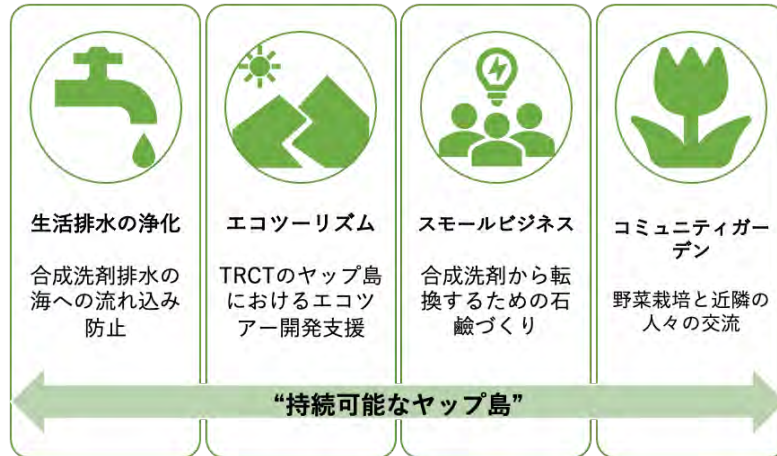 生活排水の浄化
合成洗剤排水の
海への流れ込み
防止
エコツーリズム
TRCTのヤップ島
におけるエコツ
アー開発支援
スモールビジネス
合成洗剤から転
換するための石
鹼づくり
コミュニティガー
デン
野菜栽培と近隣の
人々の交流
“持続可能なヤップ島”